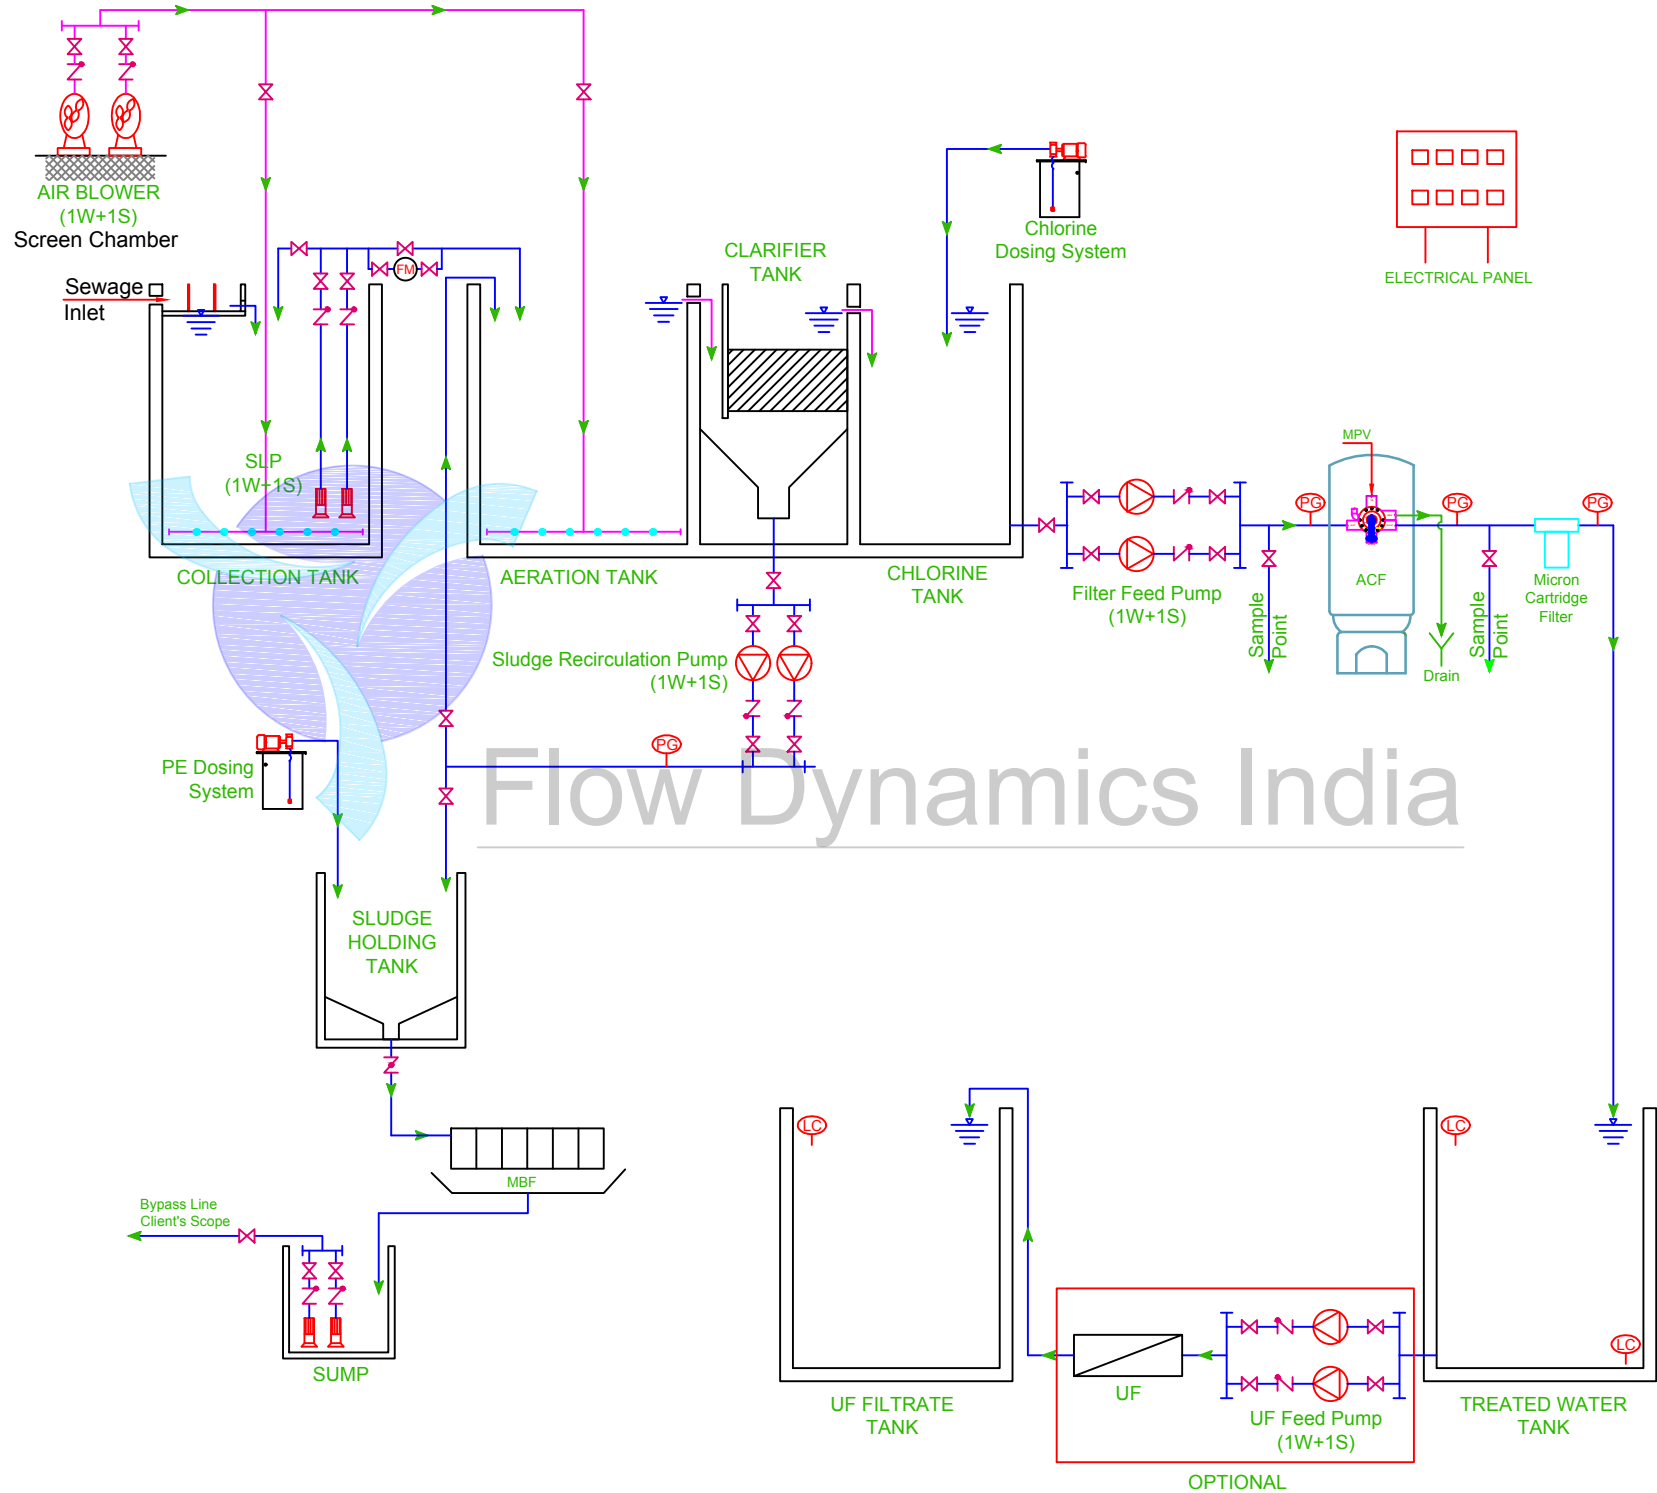 AIR BLOWER
(1W+1S)
Screen Chamber
Sewage
Inlet
FM
SLP
(1W+1S)
COLLECTION TANK
AERATION TANK
CLARIFIER
TANK
Chlorine
Dosing System
CHLORINE
TANK
ELECTRICAL PANEL
Filter Feed Pump
(1W+1S)
PG
Sample
Point
MPV
ACF
PG
Drain
Sample
Point
PG
Micron
Cartridge
Filter
Sludge Recirculation Pump
(1W+1S)
PG
PE Dosing
System
Flow Dynamics India
SLUDGE
HOLDING
TANK
MBF
Bypass Line
Client's Scope
SUMP
LC
UF FILTRATE
TANK
UF
UF Feed Pump
(1W+1S)
OPTIONAL
LC
LC
TREATED WATER
TANK